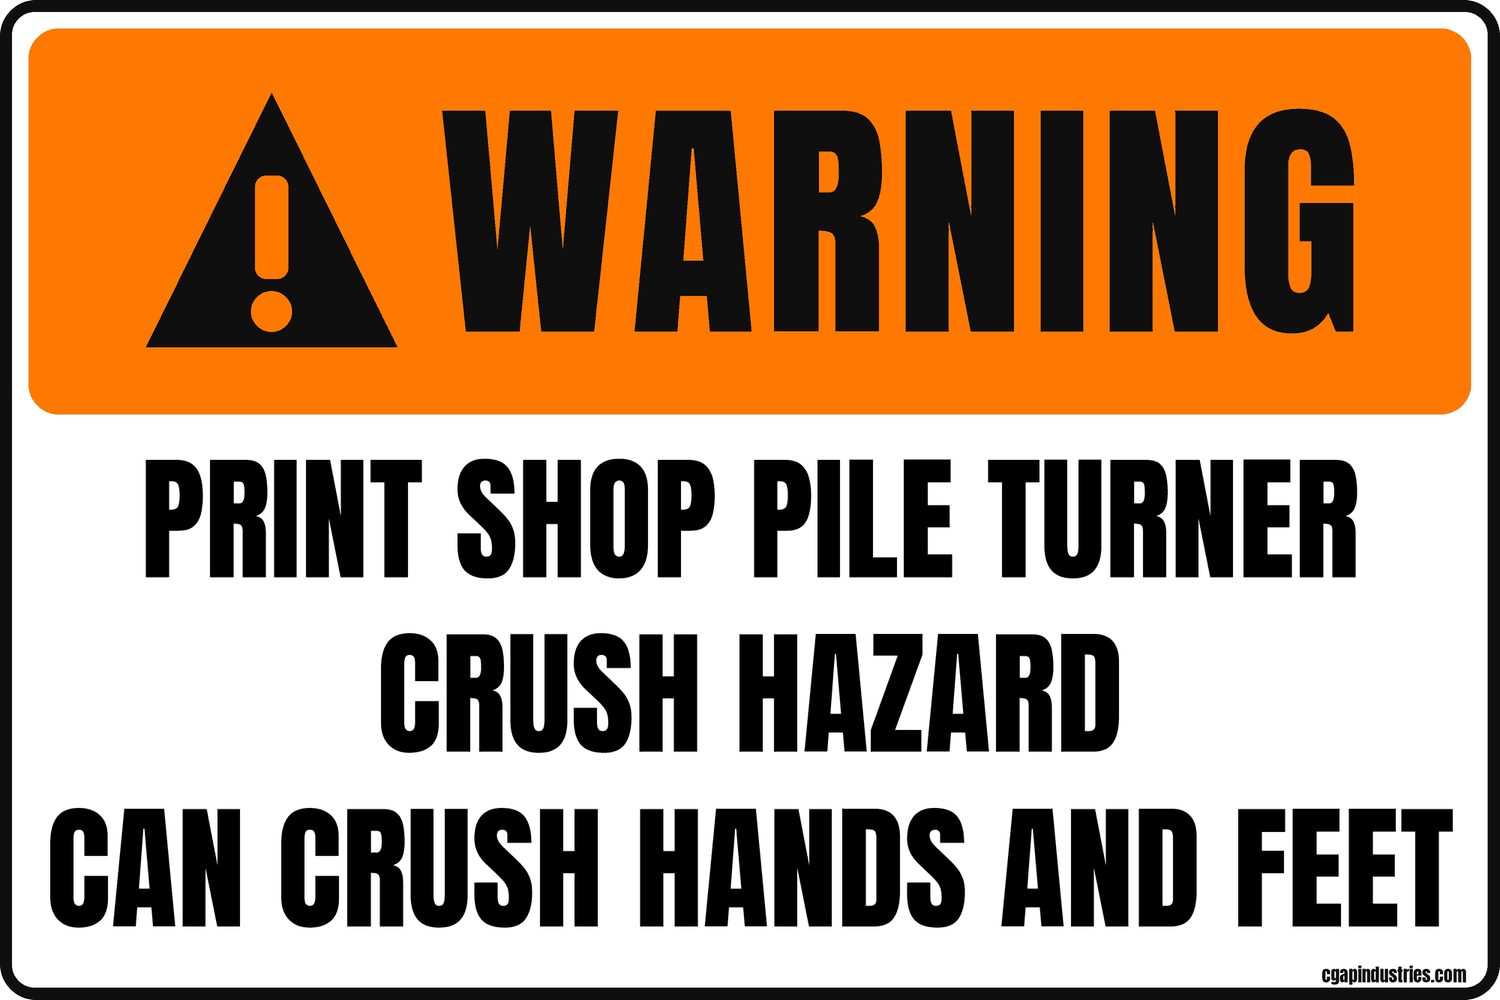 WARNING
PRINT SHOP PILE TURNER
CRUSH HAZARD
CAN CRUSH HANDS AND FEET
cgapindustries.com